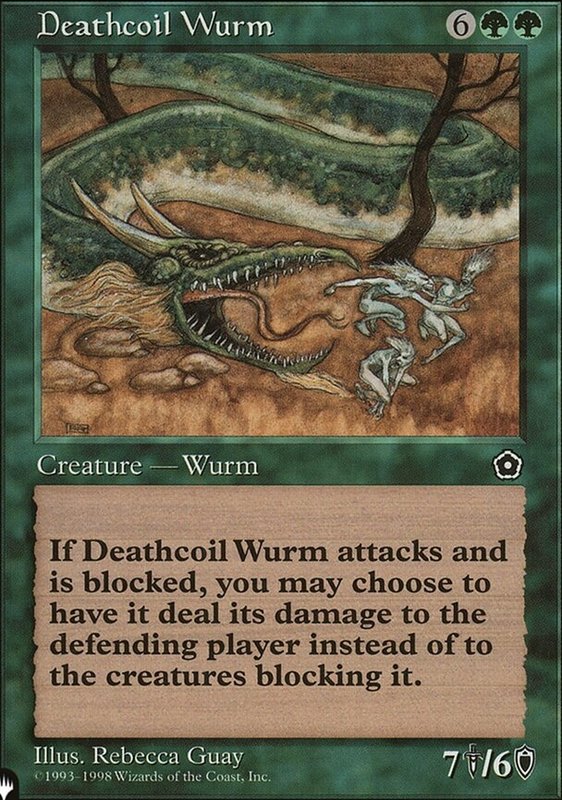 Deathcoil Wurm 6
Creature — Wurm
If Deathcoil Wurm attacks and
is blocked, you may choose to
have it deal its damage to the
defending player instead of to
the creatures blocking it.
Illus. Rebecca Guay
©1993–1998 Wizards of the Coast, Inc.
7/6